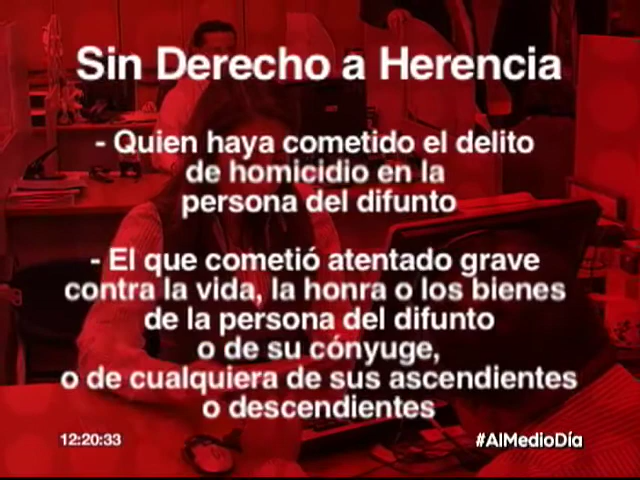 Sin Derecho a Herencia
- Quien haya cometido el delito
de homicidio en la
persona del difunto
- El que cometió atentado grave
contra la vida, la honra o los bienes
de la persona del difunto
o de su cónyuge,
o de cualquiera de sus ascendientes
o descendientes
12:20:33
#AlMedioDía